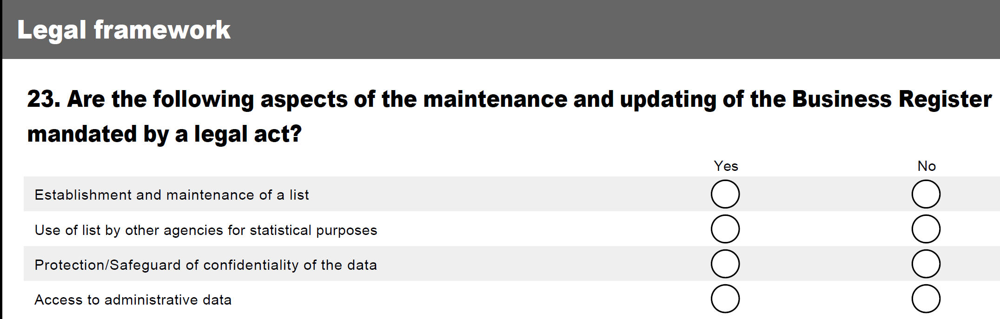 Legal framework
23. Are the following aspects of the maintenance and updating of the Business Register
mandated by a legal act?
Yes No
Establishment and maintenance of a list
Use of list by other agencies for statistical purposes
Protection/Safeguard of confidentiality of the data
Access to administrative data